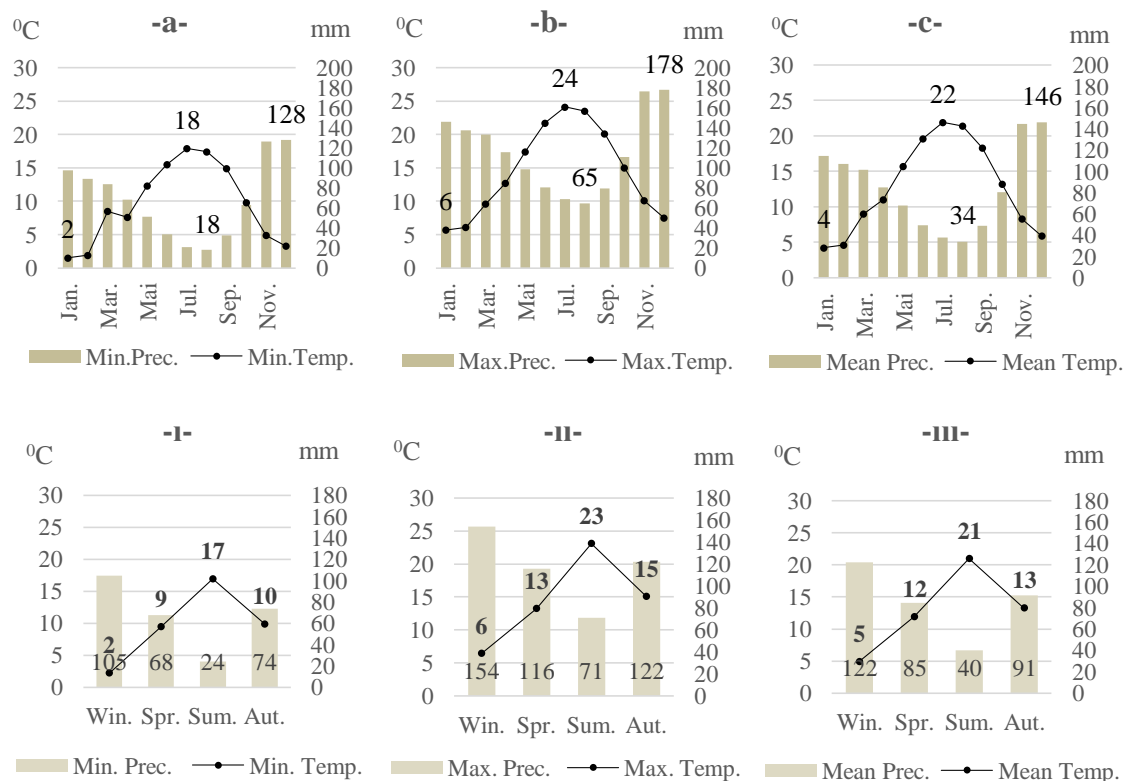 -a-
⁰C
mm
30
25
20
15
10
5
0
200
180
160
140
120
100
80
60
40
20
0
2
18
18
128
Jan.
Mar.
Mai
Jul.
Sep.
Nov.
Min.Prec.
Min.Temp.
-b-
⁰C
mm
30
25
20
15
10
5
0
200
180
160
140
120
100
80
60
40
20
0
6
24
65
178
Jan.
Mar.
Mai
Jul.
Sep.
Nov.
Max.Prec.
Max.Temp.
-c-
⁰C
mm
30
25
20
15
10
5
0
200
180
160
140
120
100
80
60
40
20
0
4
22
34
146
Jan.
Mar.
Mai
Jul.
Sep.
Nov.
Mean Prec.
Mean Temp.
-I-
⁰C
mm
30
25
20
15
10
5
0
180
160
140
120
100
80
60
40
20
0
2
9
17
10
105
68
24
74
Win.
Spr.
Sum.
Aut.
Min. Prec.
Min. Temp.
-II-
⁰C
mm
30
25
20
15
10
5
0
180
160
140
120
100
80
60
40
20
0
6
13
23
15
154
116
71
122
Win.
Spr.
Sum.
Aut.
Max. Prec.
Max. Temp.
-III-
⁰C
mm
30
25
20
15
10
5
0
180
160
140
120
100
80
60
40
20
0
5
12
21
13
122
85
40
91
Win.
Spr.
Sum.
Aut.
Mean Prec.
Mean Temp.